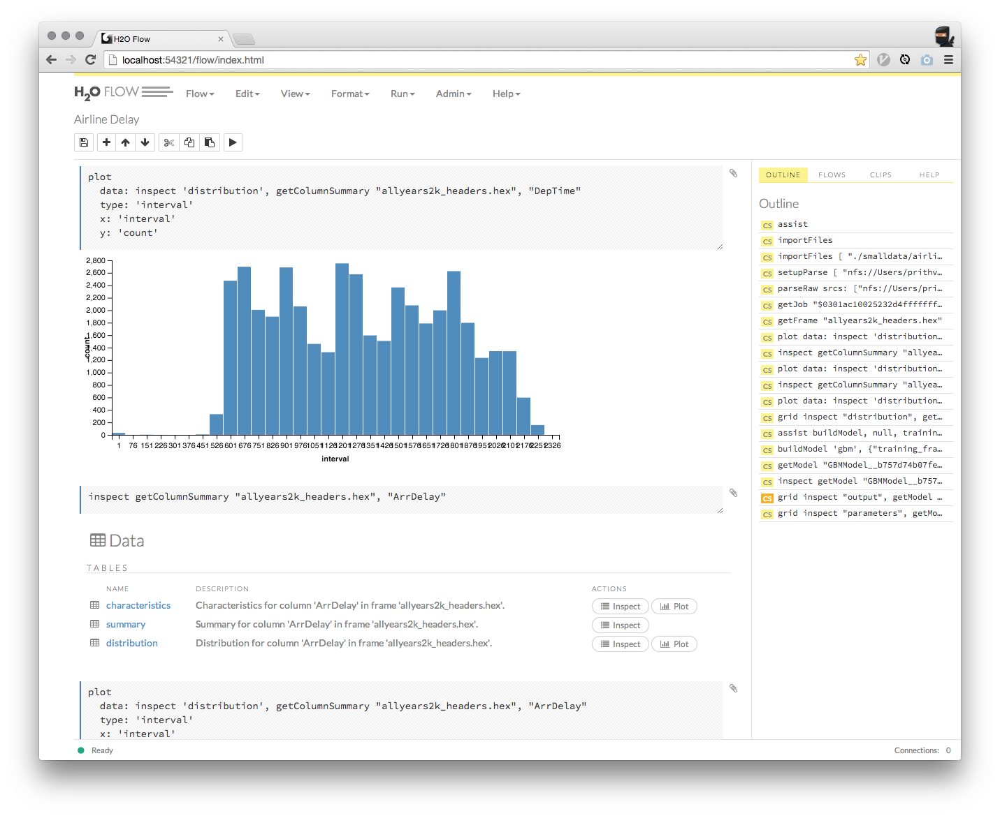 H2O Flow
localhost:54321/flow/index.html
H2O FLOW
Flow Edit View Format Run Admin Help
Airline Delay
plot
data: inspect 'distribution', getColumnSummary "allyears2k_headers.hex", "DepTime"
type: 'interval'
x: 'interval'
y: 'count'
2,800
2,600
2,400
2,200
2,000
1,800
1,600
1,400
1,200
1,000
800
600
400
200
0
count
1 76 151 226 301 376 451 526 601 676 751 826 901 976 1051 1126 1201 1276 1351 1426 1501 1576 1651 1726 1801 1876 1951 2026 2101 2176 2251 2326
interval
inspect getColumnSummary "allyears2k_headers.hex", "ArrDelay"
Data
TABLES
NAME DESCRIPTION ACTIONS
characteristics Characteristics for column 'ArrDelay' in frame 'allyears2k_headers.hex'. Inspect Plot
summary Summary for column 'ArrDelay' in frame 'allyears2k_headers.hex'. Inspect
distribution Distribution for column 'ArrDelay' in frame 'allyears2k_headers.hex'. Inspect Plot
plot
data: inspect 'distribution', getColumnSummary "allyears2k_headers.hex", "ArrDelay"
type: 'interval'
x: 'interval'
OUTLINE FLOWS CLIPS HELP
Outline
CS assist
CS importFiles
CS importFiles [ "./smalldata/airli…
CS setupParse [ "nfs://Users/prithv…
CS parseRaw srcs: ["nfs://Users/pri…
CS getJob "$0301ac10025232d4fffffff…
CS getFrame "allyears2k_headers.hex"
CS plot data: inspect 'distribution…
CS inspect getColumnSummary "allyea…
CS plot data: inspect 'distribution…
CS inspect getColumnSummary "allyea…
CS plot data: inspect 'distribution…
CS grid inspect "distribution", get…
CS assist buildModel, null, trainin…
CS buildModel 'gbm', {"training_fra…
CS getModel "GBMModel__b757d74b07fe…
CS inspect getModel "GBMModel__b757…
CS grid inspect "output", getModel …
CS grid inspect "parameters", getMo…
Ready
Connections: 0